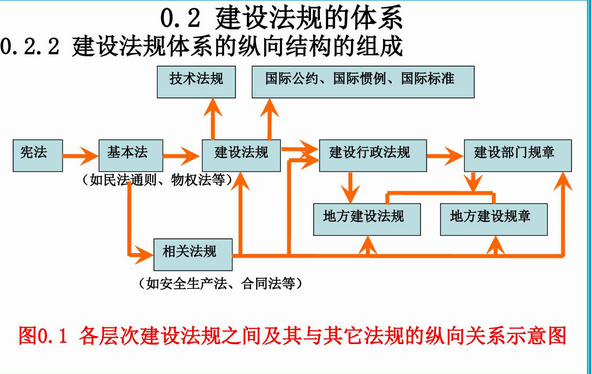 0.2 建设法规的体系
0.2.2 建设法规体系的纵向结构的组成
技术法规
国际公约、国际惯例、国际标准
宪法
基本法
建设法规
建设行政法规
建设部门规章
(如民法通则、物权法等)
地方建设法规
地方建设规章
相关法规
(如安全生产法、合同法等)
图0.1 各层次建设法规之间及其与其它法规的纵向关系示意图